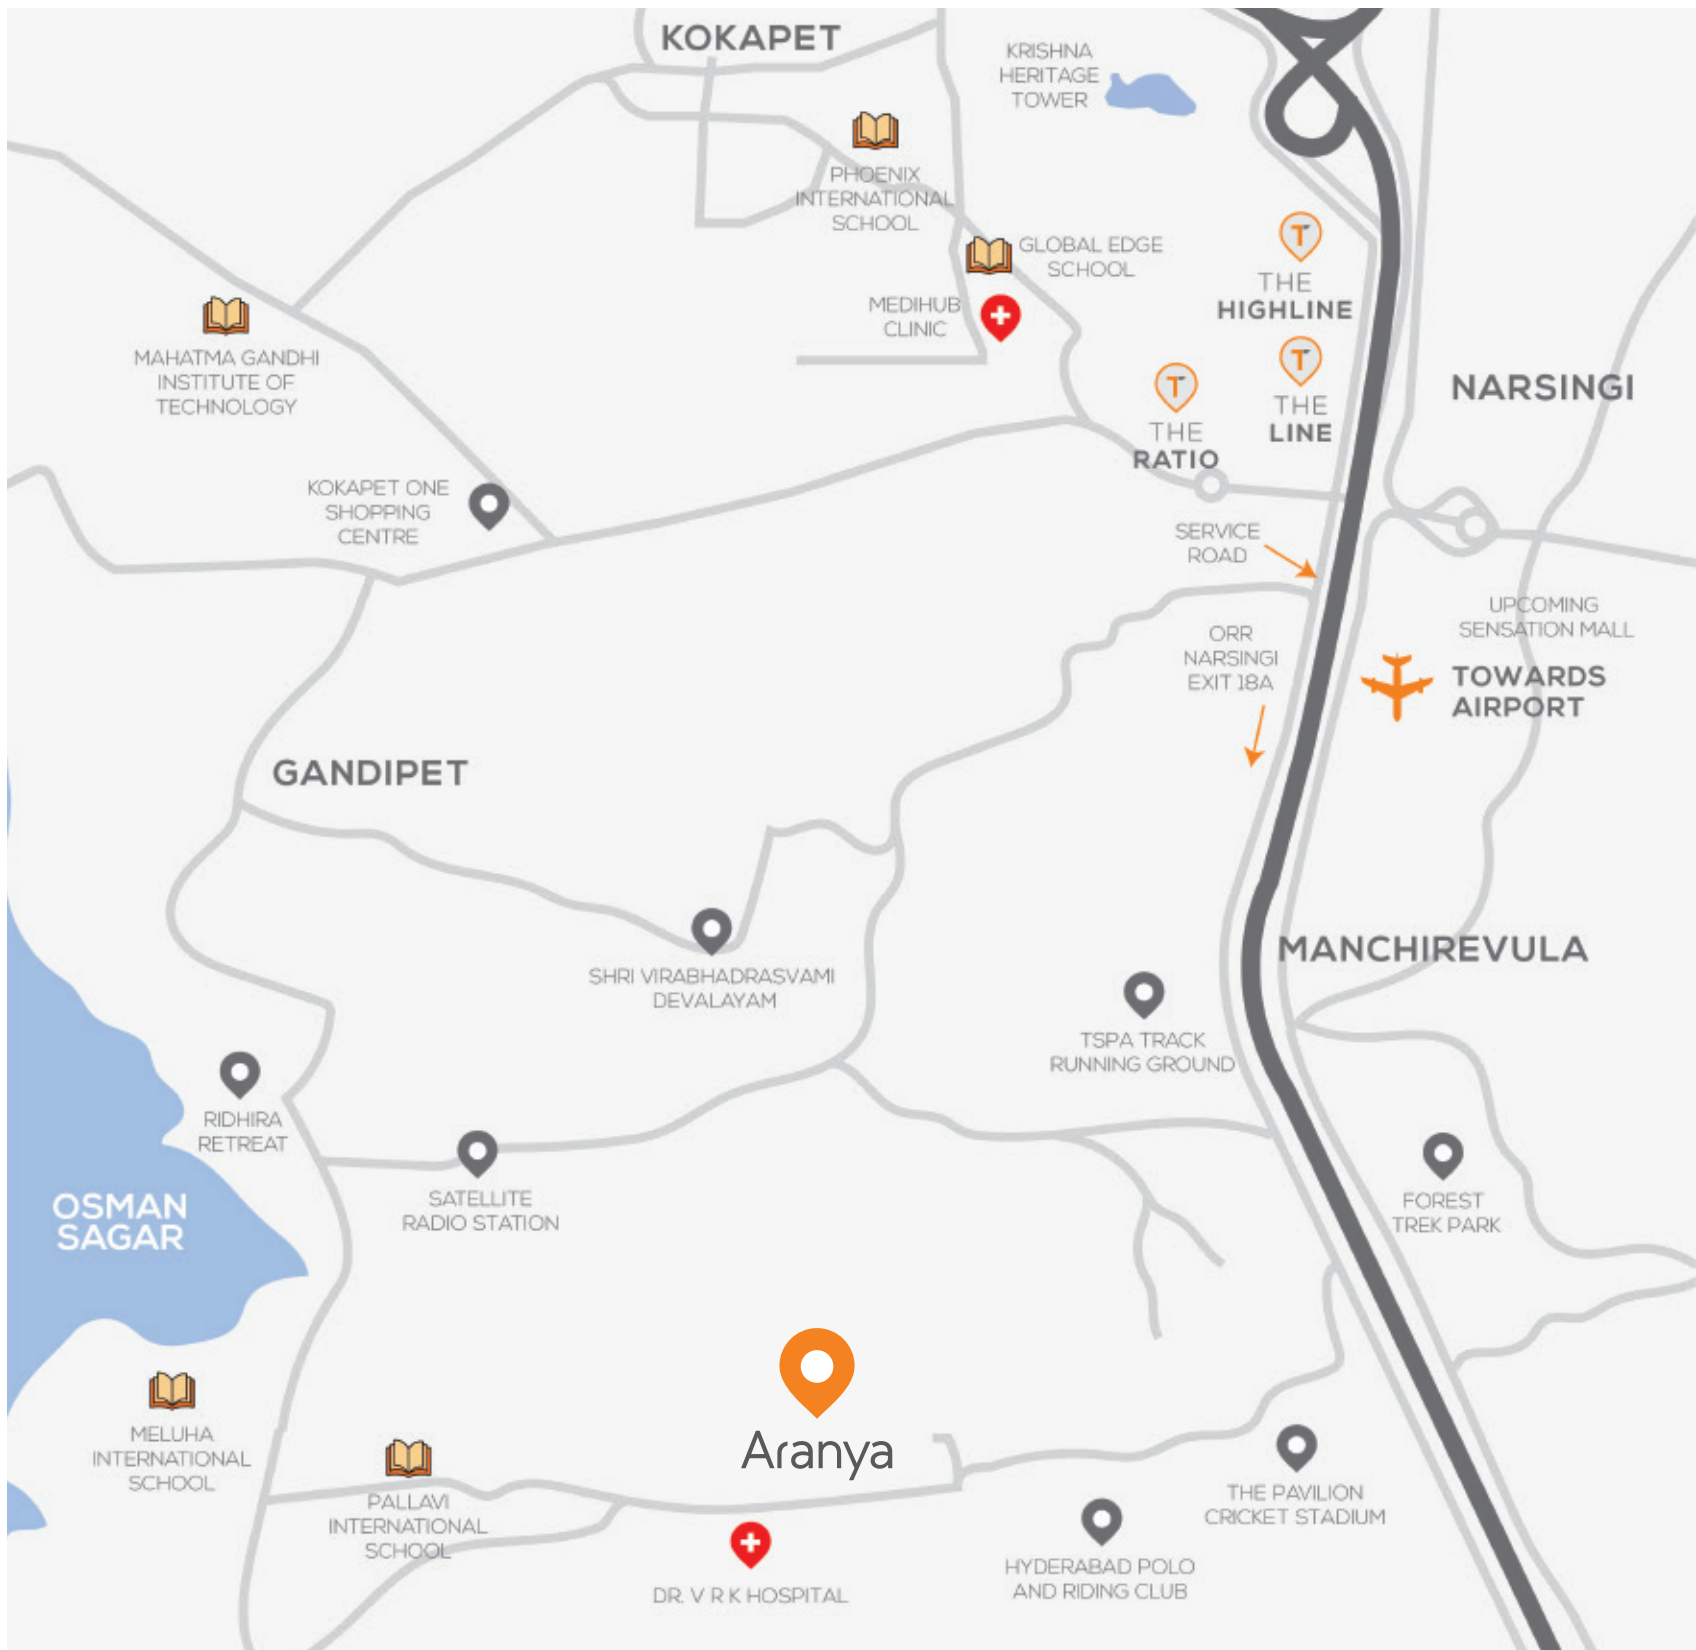 KOKAPET
KRISHNA
HERITAGE
TOWER
PHOENIX
INTERNATIONAL
SCHOOL
GLOBAL EDGE
SCHOOL
MEDIHUB
CLINIC
T
THE
HIGHLINE
T
THE
LINE
T
THE
RATIO
NARSINGI
MAHATMA GANDHI
INSTITUTE OF
TECHNOLOGY
KOKAPET ONE
SHOPPING
CENTRE
SERVICE
ROAD
UPCOMING
SENSATION MALL
ORR
NARSINGI
EXIT 18A
TOWARDS
AIRPORT
GANDIPET
SHRI VIRABHADRASVAMI
DEVALAYAM
MANCHIREVULA
TSPA TRACK
RUNNING GROUND
RIDHIRA
RETREAT
OSMAN
SAGAR
SATELLITE
RADIO STATION
FOREST
TREK PARK
Aranya
MELUHA
INTERNATIONAL
SCHOOL
PALLAVI
INTERNATIONAL
SCHOOL
THE PAVILION
CRICKET STADIUM
DR. V R K HOSPITAL
HYDERABAD POLO
AND RIDING CLUB